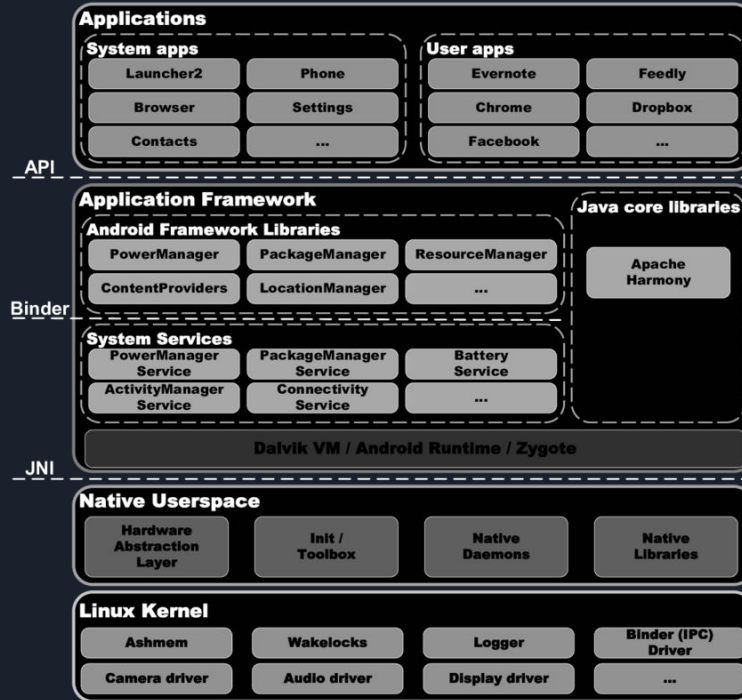 Applications
System apps
Launcher2
Phone
Browser
Settings
Contacts
...
User apps
Evernote
Feedly
Chrome
Dropbox
Facebook
...
API
Application Framework
Android Framework Libraries
PowerManager
PackageManager
ResourceManager
ContentProviders
LocationManager
...
Binder
System Services
PowerManager
Service
PackageManager
Service
Battery
Service
ActivityManager
Service
Connectivity
Service
...
Java core libraries
Apache
Harmony
Dalvik VM / Android Runtime / Zygote
JNI
Native Userspace
Hardware
Abstraction
Layer
Init /
Toolbox
Native
Daemons
Native
Libraries
Linux Kernel
Ashmem
Wakelocks
Logger
Binder (IPC)
Driver
Camera driver
Audio driver
Display driver
...